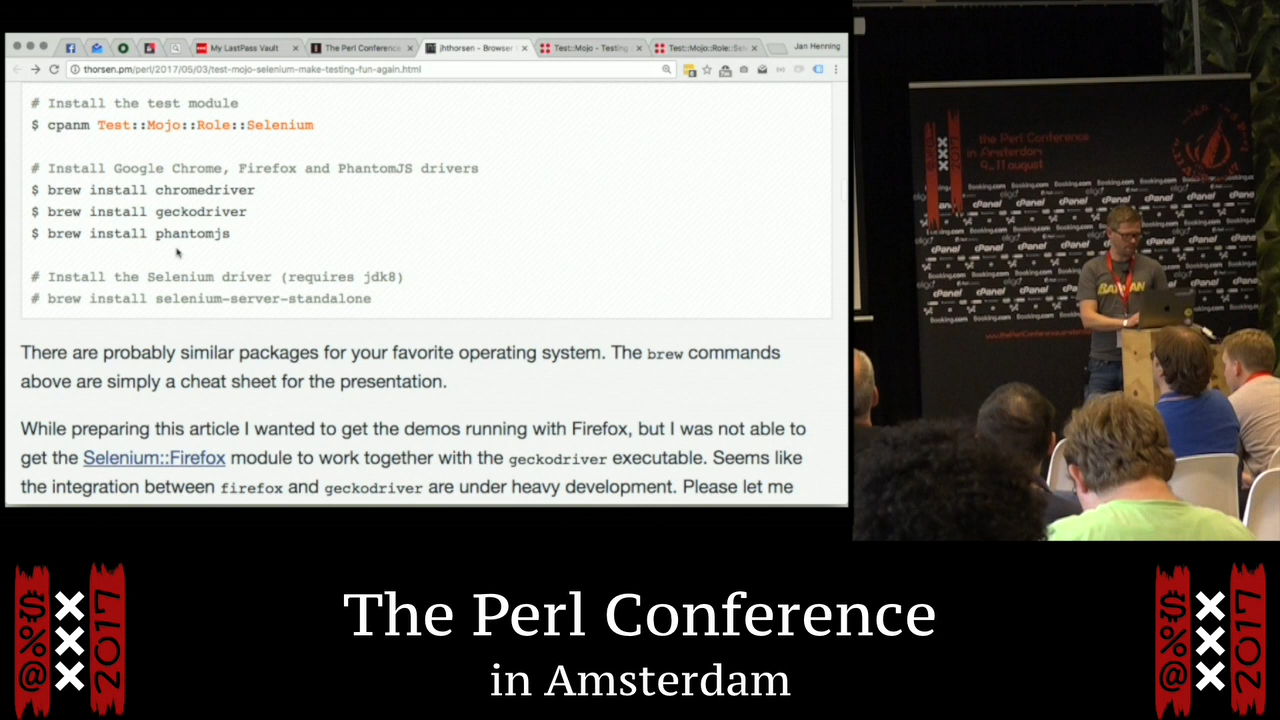 My LastPass Vault
The Perl Conference
jhthorsen - Browser
Test::Mojo - Testing
Test::Mojo::Role::Sel
Jan Henning
thorsen.pm/perl/2017/05/03/test-mojo-selenium-make-testing-fun-again.html
# Install the test module
$ cpanm Test::Mojo::Role::Selenium
# Install Google Chrome, Firefox and PhantomJS drivers
$ brew install chromedriver
$ brew install geckodriver
$ brew install phantomjs
# Install the Selenium driver (requires jdk8)
# brew install selenium-server-standalone
There are probably similar packages for your favorite operating system. The brew commands
above are simply a cheat sheet for the presentation.
While preparing this article I wanted to get the demos running with Firefox, but I was not able to
get the Selenium::Firefox module to work together with the geckodriver executable. Seems like
the integration between firefox and geckodriver are under heavy development. Please let me
the Perl Conference
in Amsterdam
9_11 august
Booking.com
cPanel
BATMAN
$%@ XXX 2017
The Perl Conference
in Amsterdam
$%@ XXX 2017